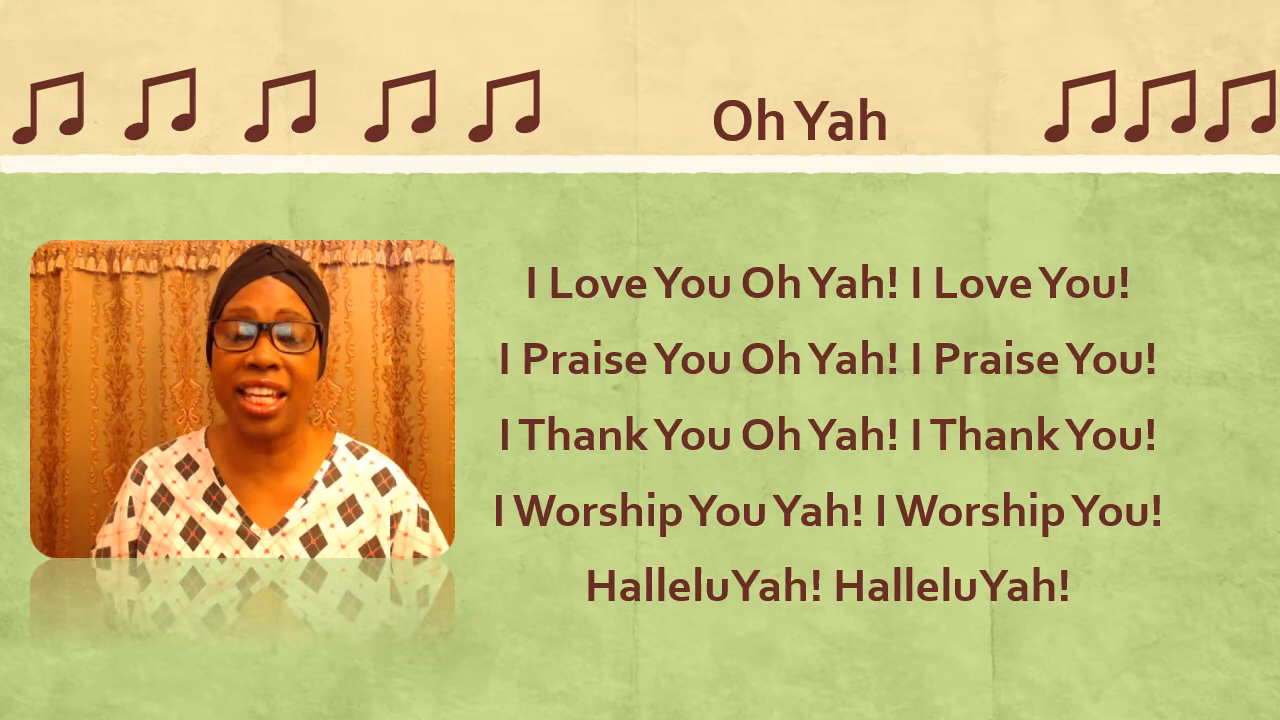 Oh Yah
I Love You Oh Yah! I Love You!
I Praise You Oh Yah! I Praise You!
I Thank You Oh Yah! I Thank You!
I Worship You Yah! I Worship You!
HalleluYah! HalleluYah!